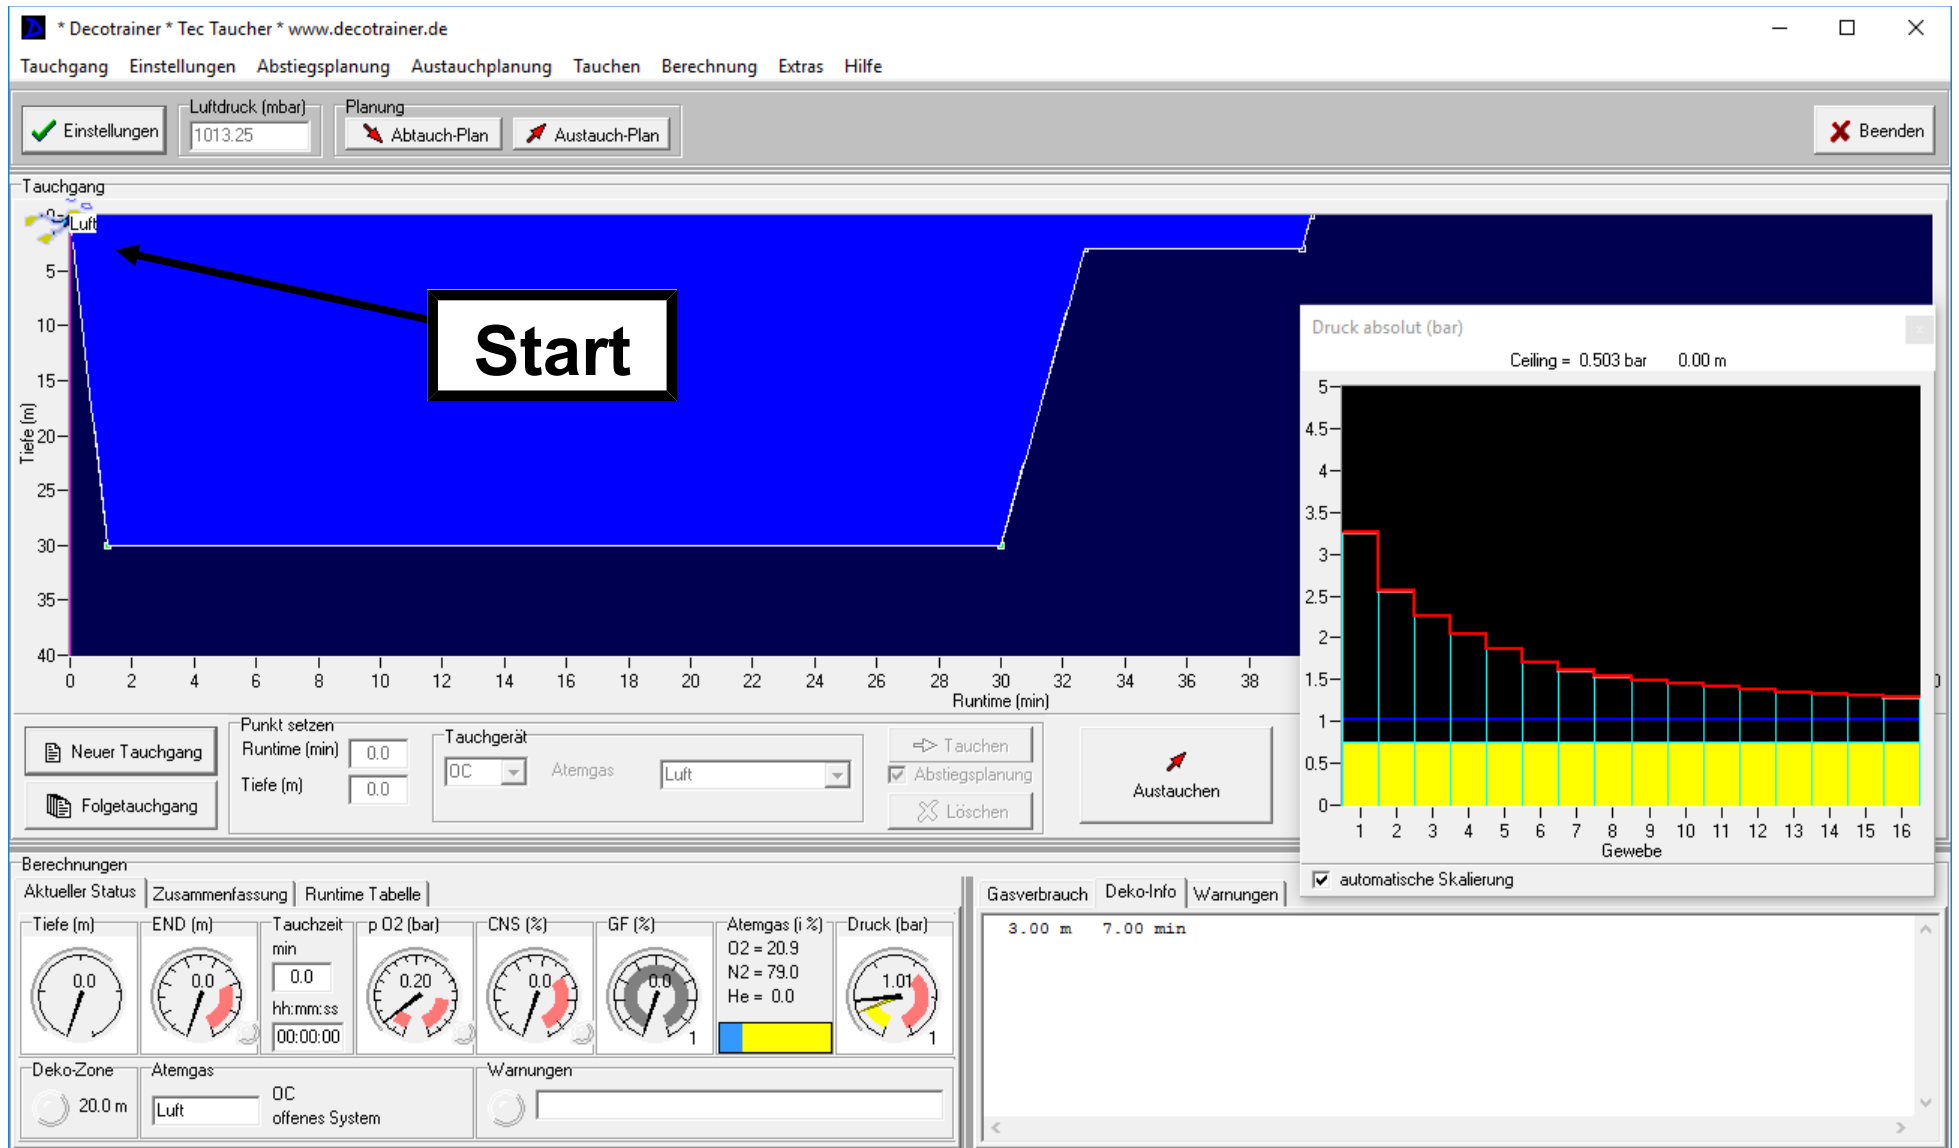 * Decotrainer * Tec Taucher * www.decotrainer.de
Tauchgang Einstellungen Abstiegsplanung Austauchplanung Tauchen Berechnung Extras Hilfe
Luftdruck (mbar) Planung
Einstellungen 1013.25 Abtauch-Plan Austauch-Plan Beenden
Tauchgang
Luft
Start
Tiefe (m)
0
5
10
15
20
25
30
35
40
0 2 4 6 8 10 12 14 16 18 20 22 24 26 28 30 32 34 36 38
Runtime (min)
Druck absolut (bar)
Ceiling = 0.503 bar 0.00 m
5
4.5
4
3.5
3
2.5
2
1.5
1
0.5
0
1 2 3 4 5 6 7 8 9 10 11 12 13 14 15 16
Gewebe
automatische Skalierung
Neuer Tauchgang
Folgetauchgang
Punkt setzen
Runtime (min) 0.0
Tiefe (m) 0.0
Tauchgerät
OC Atemgas Luft
Tauchen
Abstiegsplanung
Löschen
Austauchen
Berechnungen
Aktueller Status Zusammenfassung Runtime Tabelle
Tiefe (m) END (m) Tauchzeit p O2 (bar) CNS (%) GF (%) Atemgas (i %) Druck (bar)
0.0
0.0
min
0.0
hh:mm:ss
00:00:00
0.20
0.0
0.0
1
O2 = 20.9
N2 = 79.0
He = 0.0
1.01
1
Deko-Zone Atemgas Warnungen
20.0 m Luft
OC
offenes System
Gasverbrauch Deko-Info Warnungen
3.00 m 7.00 min